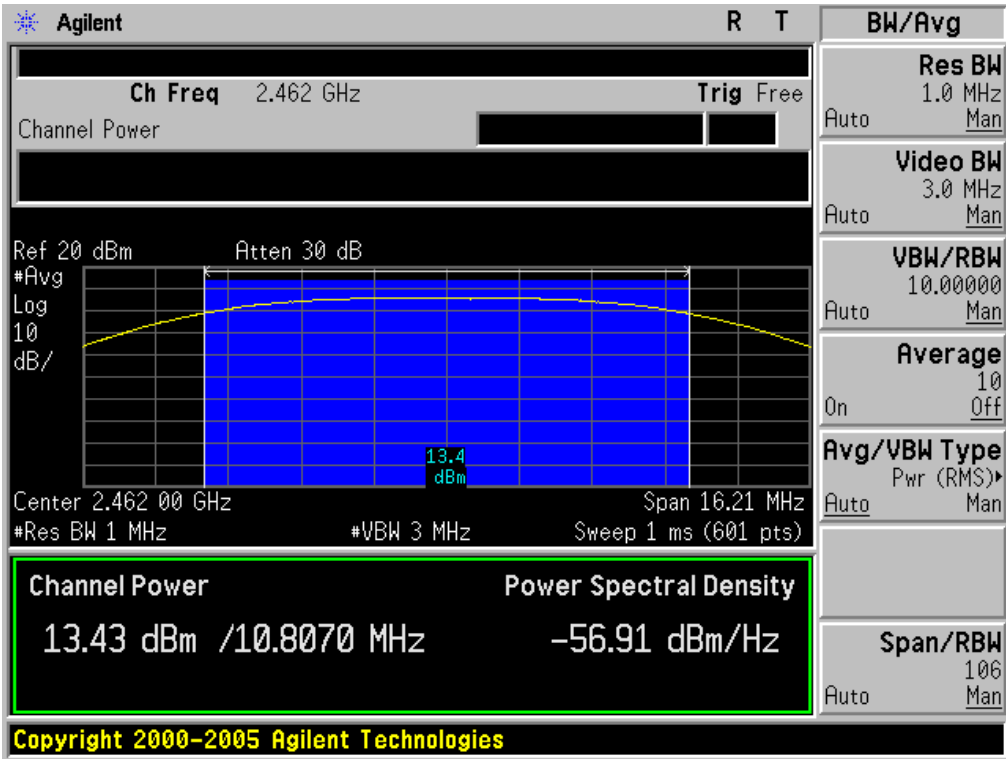 Agilent R T
Ch Freq 2.462 GHz Trig Free
Channel Power
Ref 20 dBm Atten 30 dB
#Avg
Log
10
dB/
13.4
dBm
Center 2.462 00 GHz Span 16.21 MHz
#Res BW 1 MHz #VBW 3 MHz Sweep 1 ms (601 pts)
Channel Power Power Spectral Density
13.43 dBm /10.8070 MHz -56.91 dBm/Hz
Copyright 2000-2005 Agilent Technologies
BW/Avg
Res BW
1.0 MHz
Auto Man
Video BW
3.0 MHz
Auto Man
VBW/RBW
10.00000
Auto Man
Average
10
On Off
Avg/VBW Type
Pwr (RMS)▸
Auto Man
Span/RBW
106
Auto Man